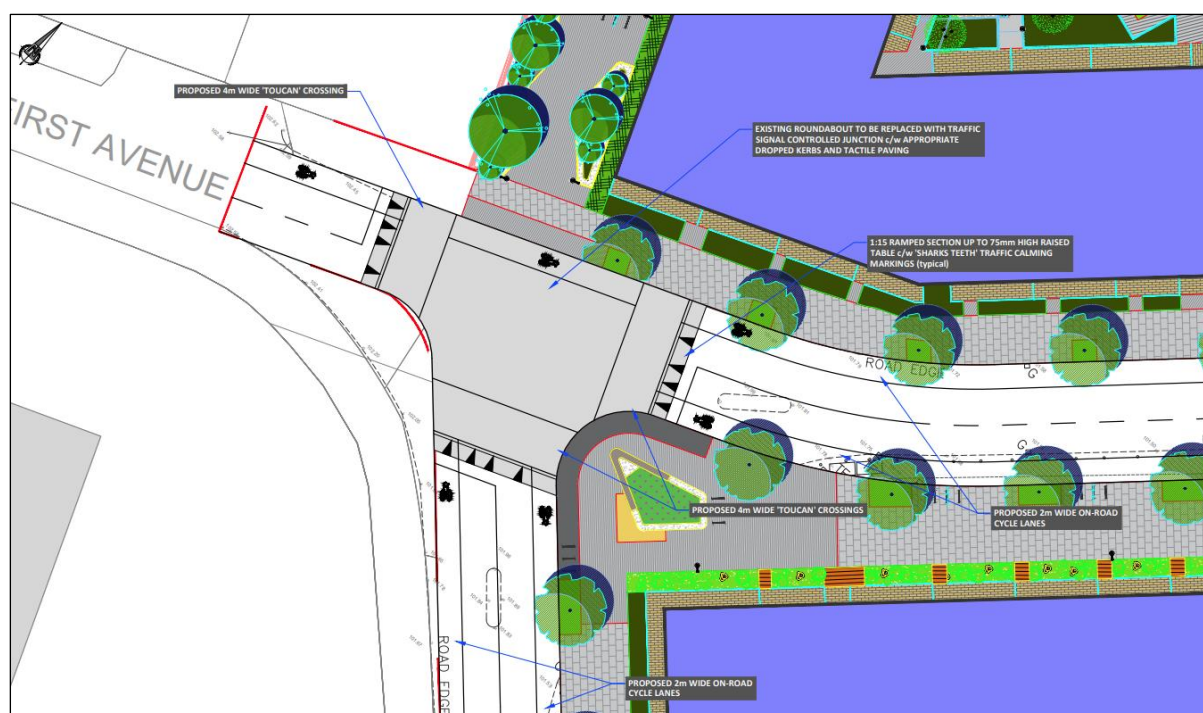 PROPOSED 4m WIDE 'TOUCAN' CROSSING
FIRST AVENUE
EXISTING ROUNDABOUT TO BE REPLACED WITH TRAFFIC
SIGNAL CONTROLLED JUNCTION c/w APPROPRIATE
DROPPED KERBS AND TACTILE PAVING
1:15 RAMPED SECTION UP TO 75mm HIGH RAISED
TABLE c/w 'SHARKS TEETH' TRAFFIC CALMING
MARKINGS (typical)
ROAD EDGE
G
G
PROPOSED 4m WIDE 'TOUCAN' CROSSINGS
PROPOSED 2m WIDE ON-ROAD
CYCLE LANES
ROAD EDGE
PROPOSED 2m WIDE ON-ROAD
CYCLE LANES